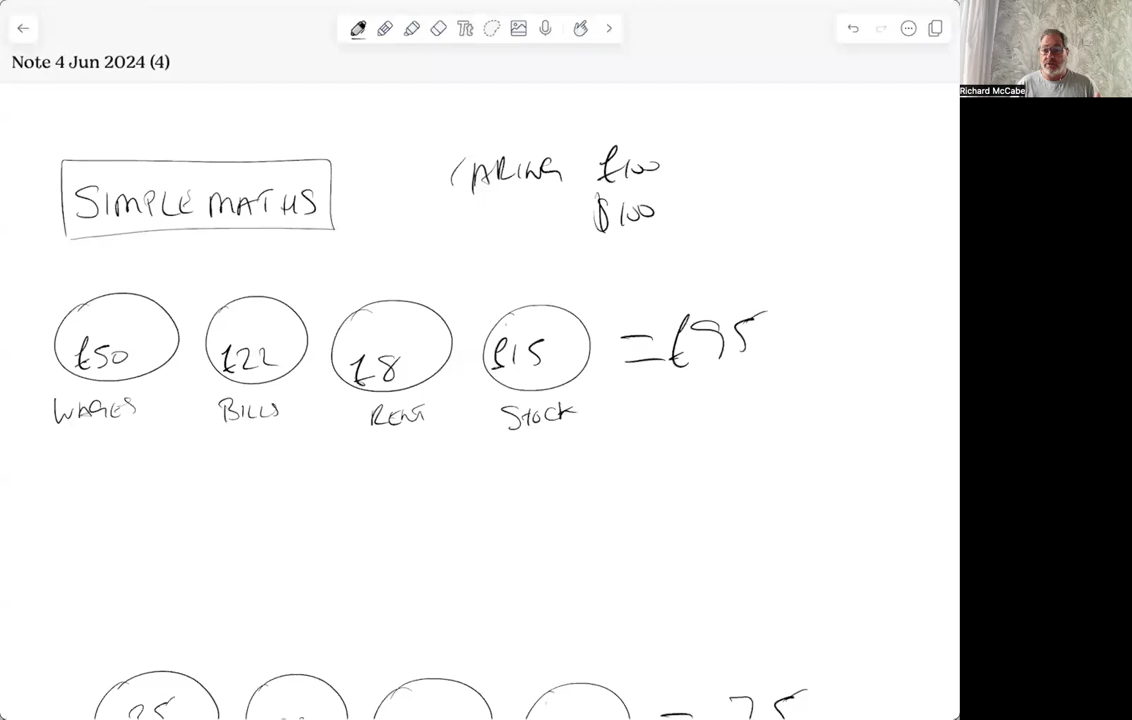 Note 4 Jun 2024 (4)
Richard McCabe
£100
SIMPLE MATHS
$100
£50 £22 £8 £15 = £95
WAGES BILLS RENT STOCK
= 75